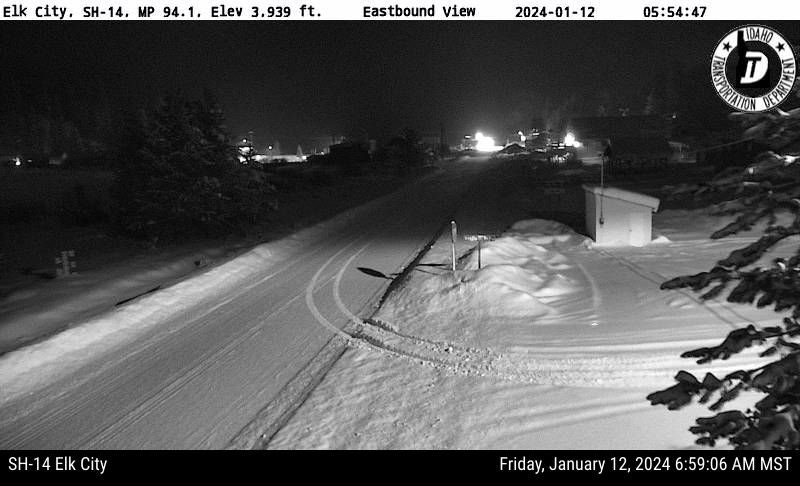 Elk City, SH-14, MP 94.1, Elev 3,939 ft. Eastbound View 2024-01-12 05:54:47
IDAHO
TRANSPORTATION DEPARTMENT
SH-14 Elk City Friday, January 12, 2024 6:59:06 AM MST